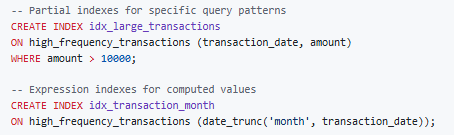 -- Partial indexes for specific query patterns
CREATE INDEX idx_large_transactions
ON high_frequency_transactions (transaction_date, amount)
WHERE amount > 10000;
-- Expression indexes for computed values
CREATE INDEX idx_transaction_month
ON high_frequency_transactions (date_trunc('month', transaction_date));